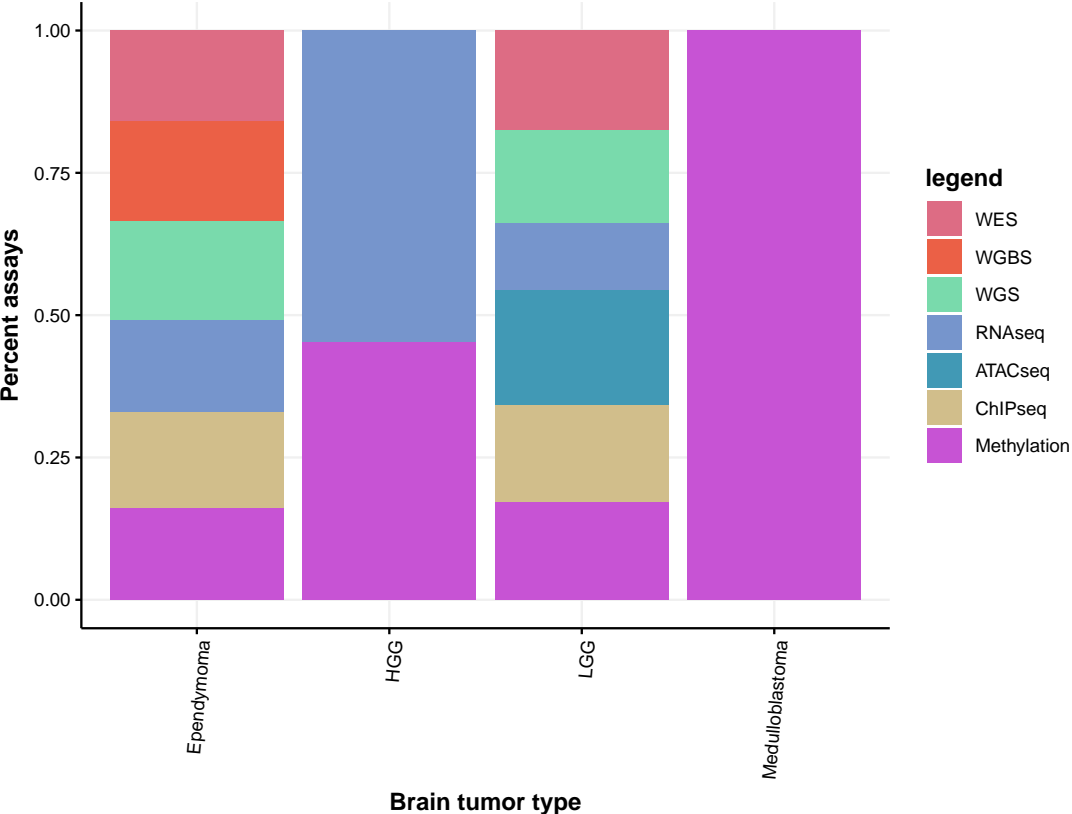 1.00
0.75
0.50
0.25
0.00
Percent assays
Ependymoma
HGG
LGG
Medulloblastoma
Brain tumor type
legend
WES
WGBS
WGS
RNAseq
ATACseq
ChIPseq
Methylation